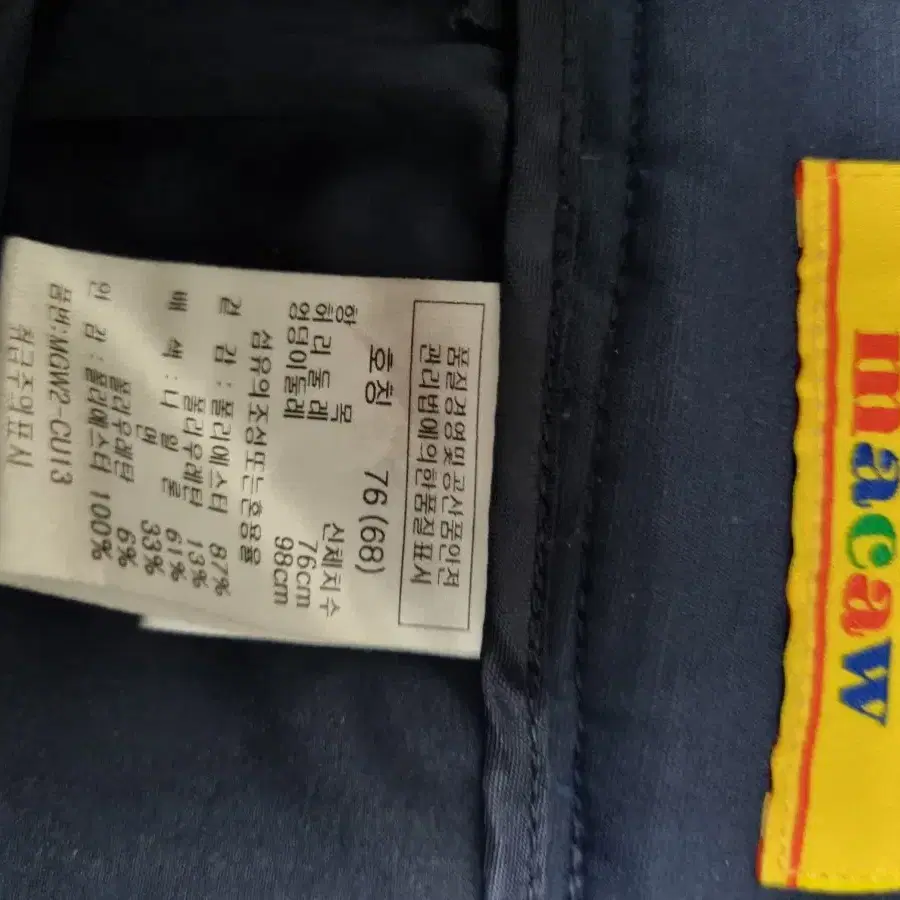 품질경영및공산품안전
관리법에의한품질표시
호칭 76(68)
항 목 신체치수
허리둘레 76cm
엉덩이둘레 98cm
섬유의조성또는혼용율
겉 감 : 폴리에스터 87%
폴리우레탄 13%
배 색 : 나 일 론 61%
면 33%
폴리우레탄 6%
안 감 : 폴리에스터 100%
품번:MGW2-CU13
취급주의표시
macaw